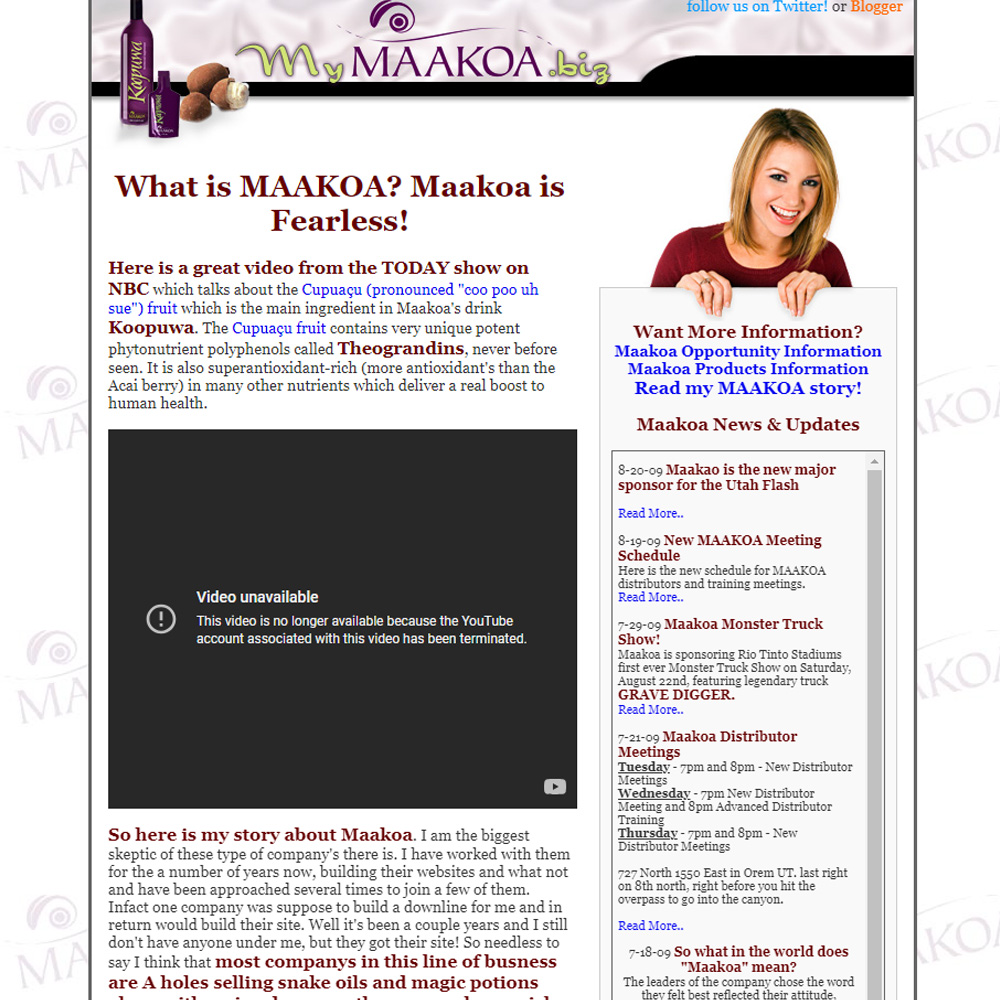 follow us on Twitter! or Blogger
My MAAKOA.biz
Koopuwa
Koopuwa
MAAKOA
What is MAAKOA? Maakoa is
Fearless!
Here is a great video from the TODAY show on
NBC which talks about the Cupuaçu (pronounced "coo poo uh
sue") fruit which is the main ingredient in Maakoa's drink
Koopuwa. The Cupuaçu fruit contains very unique potent
phytonutrient polyphenols called Theograndins, never before
seen. It is also superantioxidant-rich (more antioxidant's than the
Acai berry) in many other nutrients which deliver a real boost to
human health.
Video unavailable
This video is no longer available because the YouTube
account associated with this video has been terminated.
So here is my story about Maakoa. I am the biggest
skeptic of these type of company's there is. I have worked with them
for the a number of years now, building their websites and what not
and have been approached several times to join a few of them.
Infact one company was suppose to build a downline for me and in
return would build their site. Well it's been a couple years and I still
don't have anyone under me, but they got their site! So needless to
say I think that most companys in this line of busness
are A holes selling snake oils and magic potions
Want More Information?
Maakoa Opportunity Information
Maakoa Products Information
Read my MAAKOA story!
Maakoa News & Updates
8-20-09 Maakao is the new major
sponsor for the Utah Flash
Read More..
8-19-09 New MAAKOA Meeting
Schedule
Here is the new schedule for MAAKOA
distributors and training meetings.
Read More..
7-29-09 Maakoa Monster Truck
Show!
Maakoa is sponsoring Rio Tinto Stadiums
first ever Monster Truck Show on Saturday,
August 22nd, featuring legendary truck
GRAVE DIGGER.
Read More..
7-21-09 Maakoa Distributor
Meetings
Tuesday - 7pm and 8pm - New Distributor
Meetings
Wednesday - 7pm New Distributor
Meeting and 8pm Advanced Distributor
Training
Thursday - 7pm and 8pm - New
Distributor Meetings
727 North 1550 East in Orem UT. last right
on 8th north, right before you hit the
overpass to go into the canyon.
Read More..
7-18-09 So what in the world does
"Maakoa" mean?
The leaders of the company chose the word
they felt best reflected their attitude,